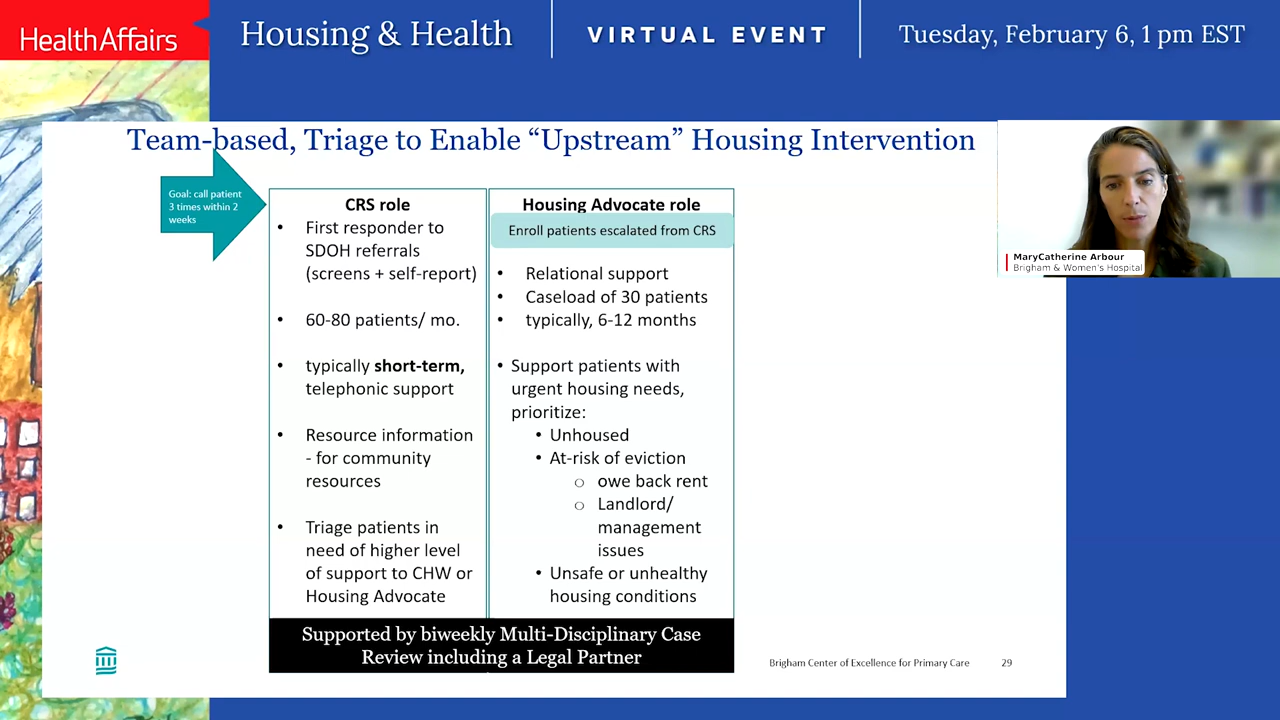 HealthAffairs
Housing & Health
VIRTUAL EVENT
Tuesday, February 6, 1 pm EST
Team-based, Triage to Enable “Upstream” Housing Intervention
Goal: call patient
3 times within 2
weeks
CRS role
• First responder to
SDOH referrals
(screens + self-report)
• 60-80 patients/ mo.
• typically short-term,
telephonic support
• Resource information
- for community
resources
• Triage patients in
need of higher level
of support to CHW or
Housing Advocate
Housing Advocate role
Enroll patients escalated from CRS
• Relational support
• Caseload of 30 patients
• typically, 6-12 months
• Support patients with
urgent housing needs,
prioritize:
• Unhoused
• At-risk of eviction
o owe back rent
o Landlord/
management
issues
• Unsafe or unhealthy
housing conditions
Supported by biweekly Multi-Disciplinary Case
Review including a Legal Partner
MaryCatherine Arbour
Brigham & Women's Hospital
Brigham Center of Excellence for Primary Care
29